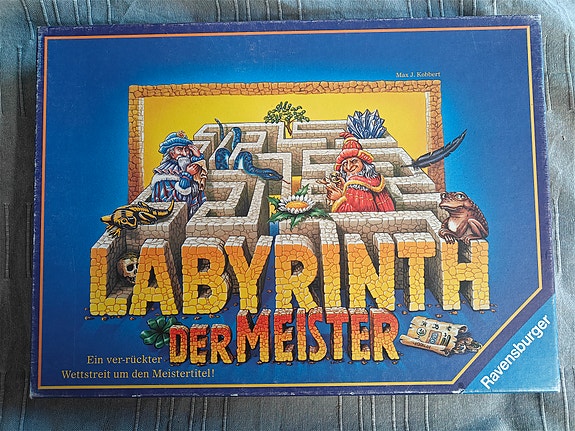 Max J. Kobbert
LABYRINTH
DER MEISTER
Ein ver-rückter
Wettstreit um den Meistertitel!
Ravensburger